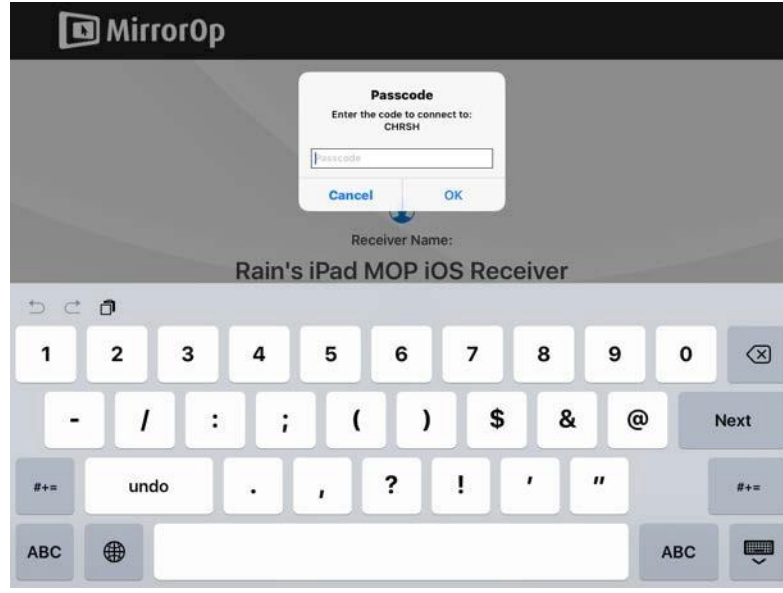 MirrorOp
Passcode
Enter the code to connect to:
CHRSH
Passcode
Cancel OK
Receiver Name:
Rain's iPad MOP iOS Receiver
1 2 3 4 5 6 7 8 9 0
- / : ; ( ) $ & @ Next
#+= undo . , ? ! ' " #+=
ABC ABC